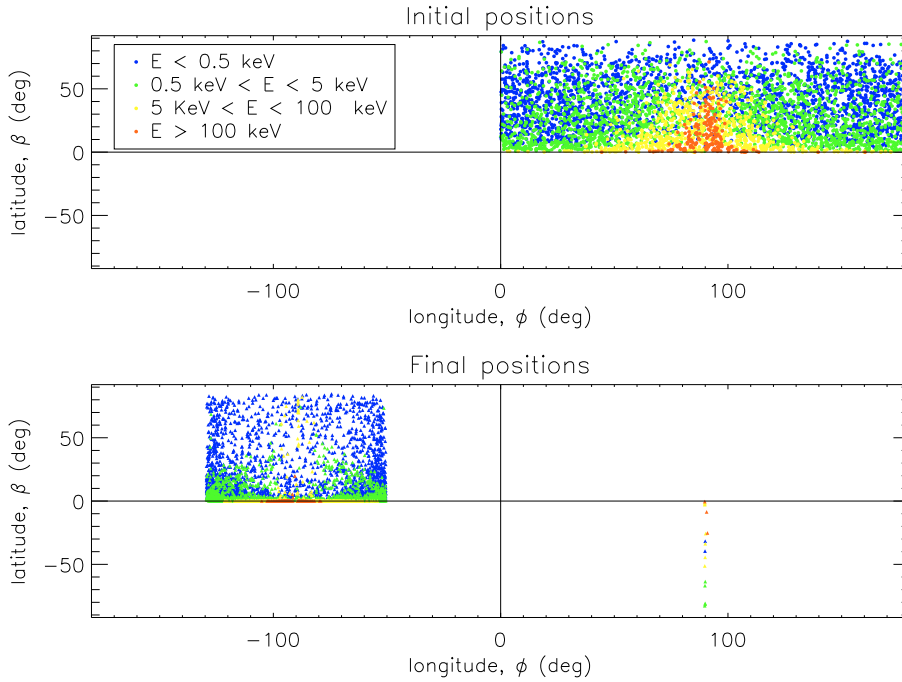 Initial positions
E < 0.5 keV
0.5 keV < E < 5 keV
5 KeV < E < 100 keV
E > 100 keV
50
0
−50
latitude, β (deg)
−100
0
100
longitude, ϕ (deg)
Final positions
50
0
−50
latitude, β (deg)
−100
0
100
longitude, ϕ (deg)